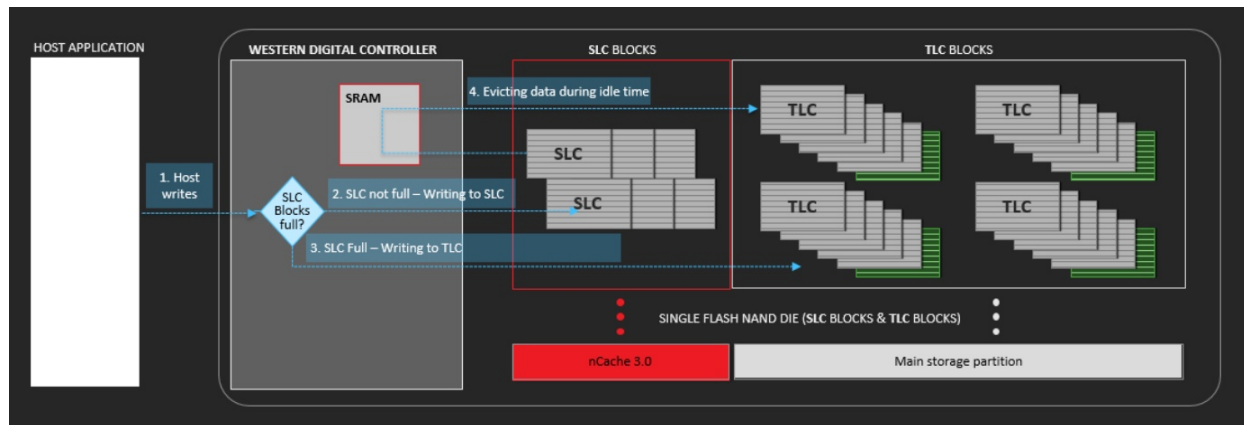 HOST APPLICATION
WESTERN DIGITAL CONTROLLER
SLC BLOCKS
TLC BLOCKS
SRAM
4. Evicting data during idle time
TLC
TLC
SLC
1. Host
writes
SLC
Blocks
full?
2. SLC not full – Writing to SLC
SLC
TLC
TLC
3. SLC Full – Writing to TLC
SINGLE FLASH NAND DIE (SLC BLOCKS & TLC BLOCKS)
nCache 3.0
Main storage partition